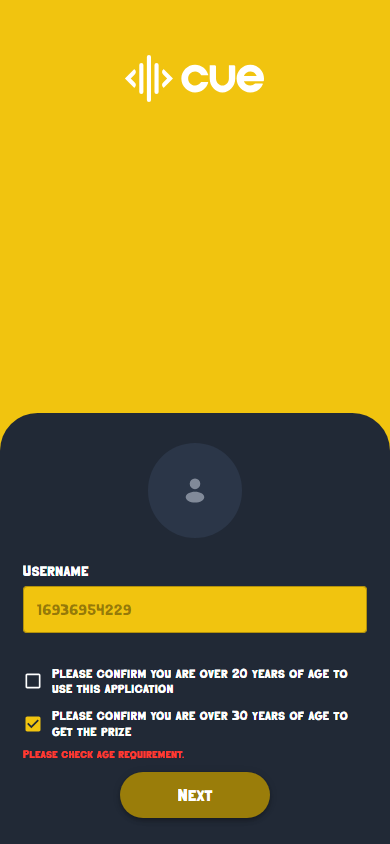 cue
Username
16936954229
Please confirm you are over 20 years of age to
use this application
Please confirm you are over 30 years of age to
get the prize
Please check age requirement.
Next